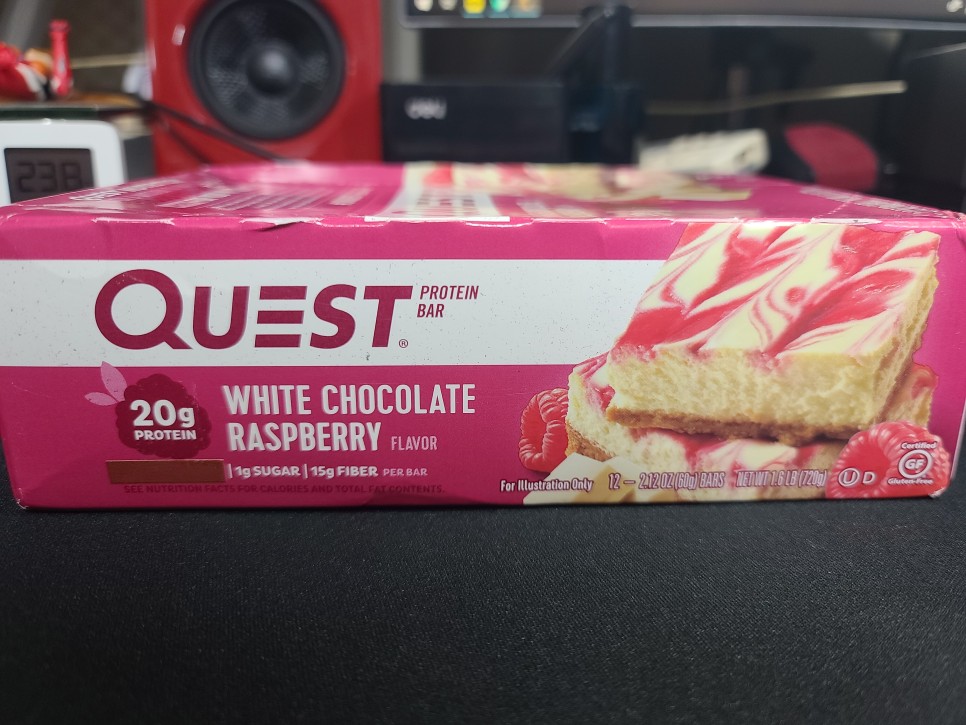 QUEST®
PROTEIN
BAR
20g
PROTEIN
WHITE CHOCOLATE
RASPBERRY FLAVOR
| 1g SUGAR | 15g FIBER PER BAR
SEE NUTRITION FACTS FOR CALORIES AND TOTAL FAT CONTENTS.
For Illustration Only
12 – 2.12 OZ (60g) BARS NET WT 1.6 LB (720g)
U D
Certified
GF
Gluten-Free